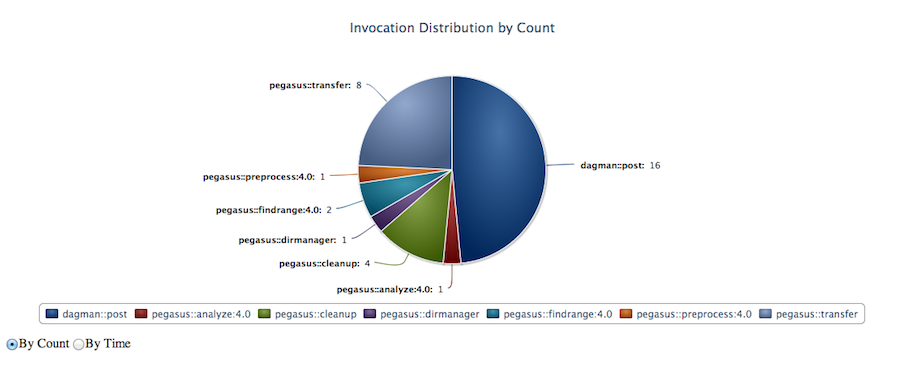 Invocation Distribution by Count
pegasus::transfer: 8
dagman::post: 16
pegasus::preprocess:4.0: 1
pegasus::findrange:4.0: 2
pegasus::dirmanager: 1
pegasus::cleanup: 4
pegasus::analyze:4.0: 1
dagman::post pegasus::analyze:4.0 pegasus::cleanup pegasus::dirmanager pegasus::findrange:4.0 pegasus::preprocess:4.0 pegasus::transfer
By Count By Time